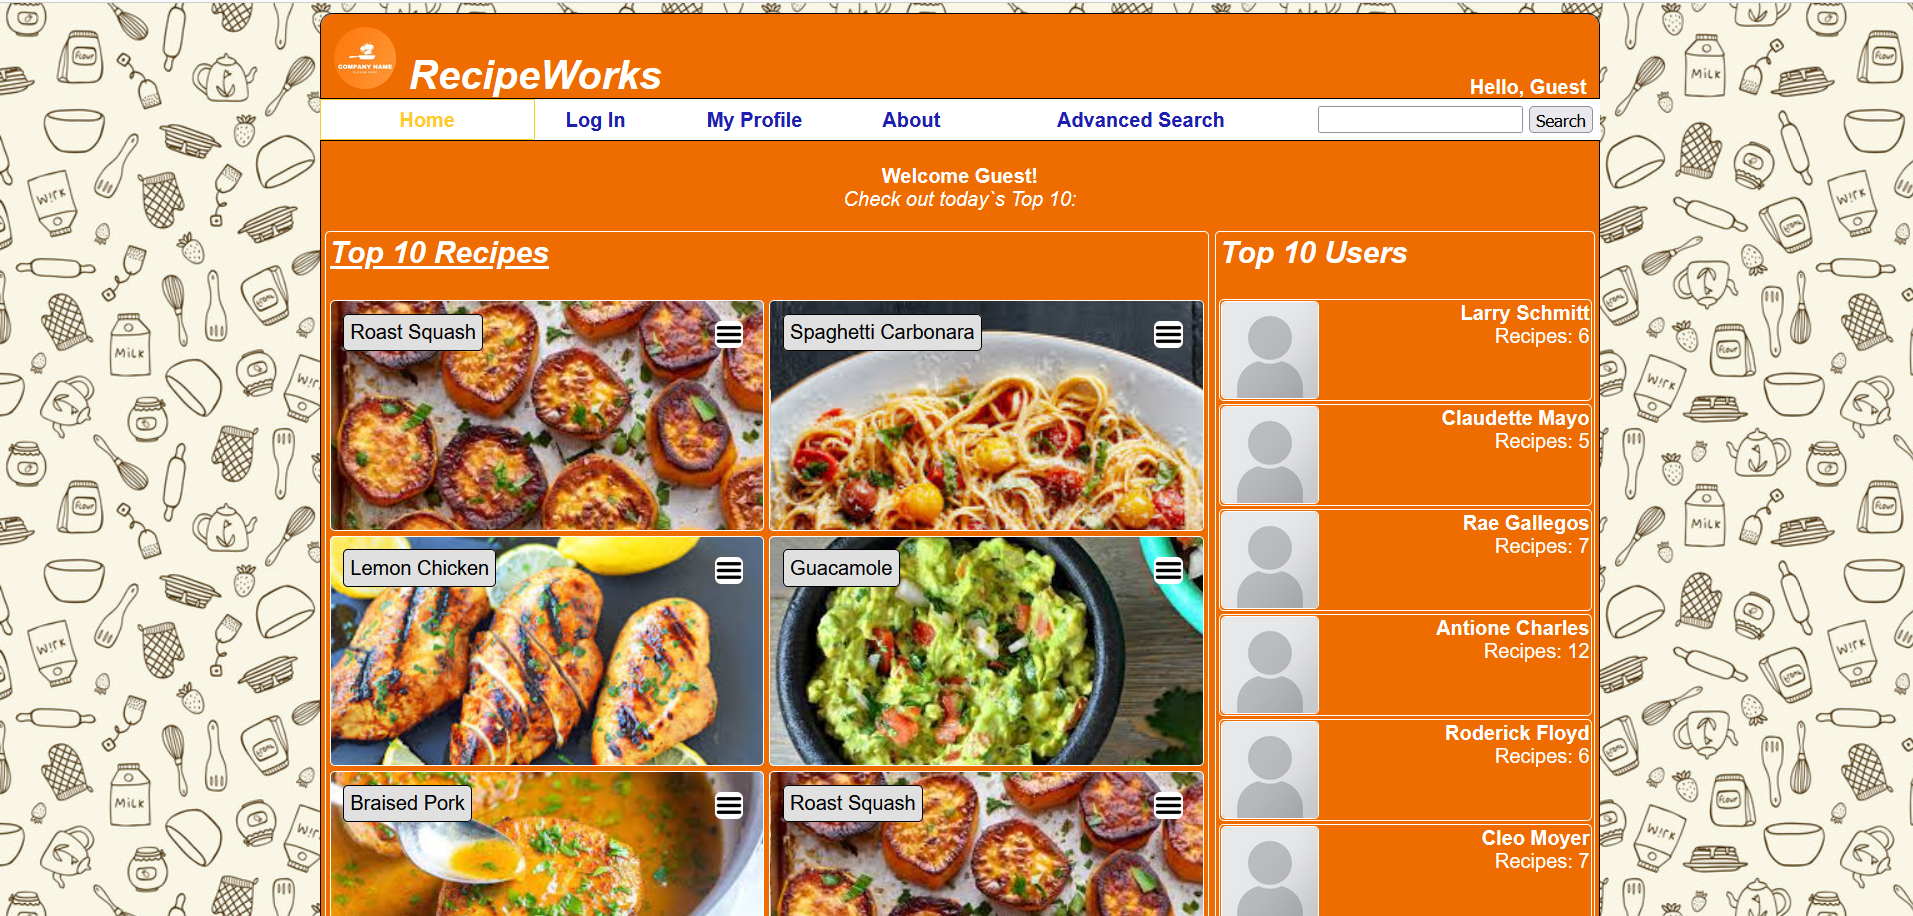 COMPANY NAME
RecipeWorks
Hello, Guest
Home Log In My Profile About Advanced Search Search
Welcome Guest!
Check out today`s Top 10:
Top 10 Recipes
Roast Squash
Spaghetti Carbonara
Lemon Chicken
Guacamole
Braised Pork
Roast Squash
Top 10 Users
Larry Schmitt
Recipes: 6
Claudette Mayo
Recipes: 5
Rae Gallegos
Recipes: 7
Antione Charles
Recipes: 12
Roderick Floyd
Recipes: 6
Cleo Moyer
Recipes: 7